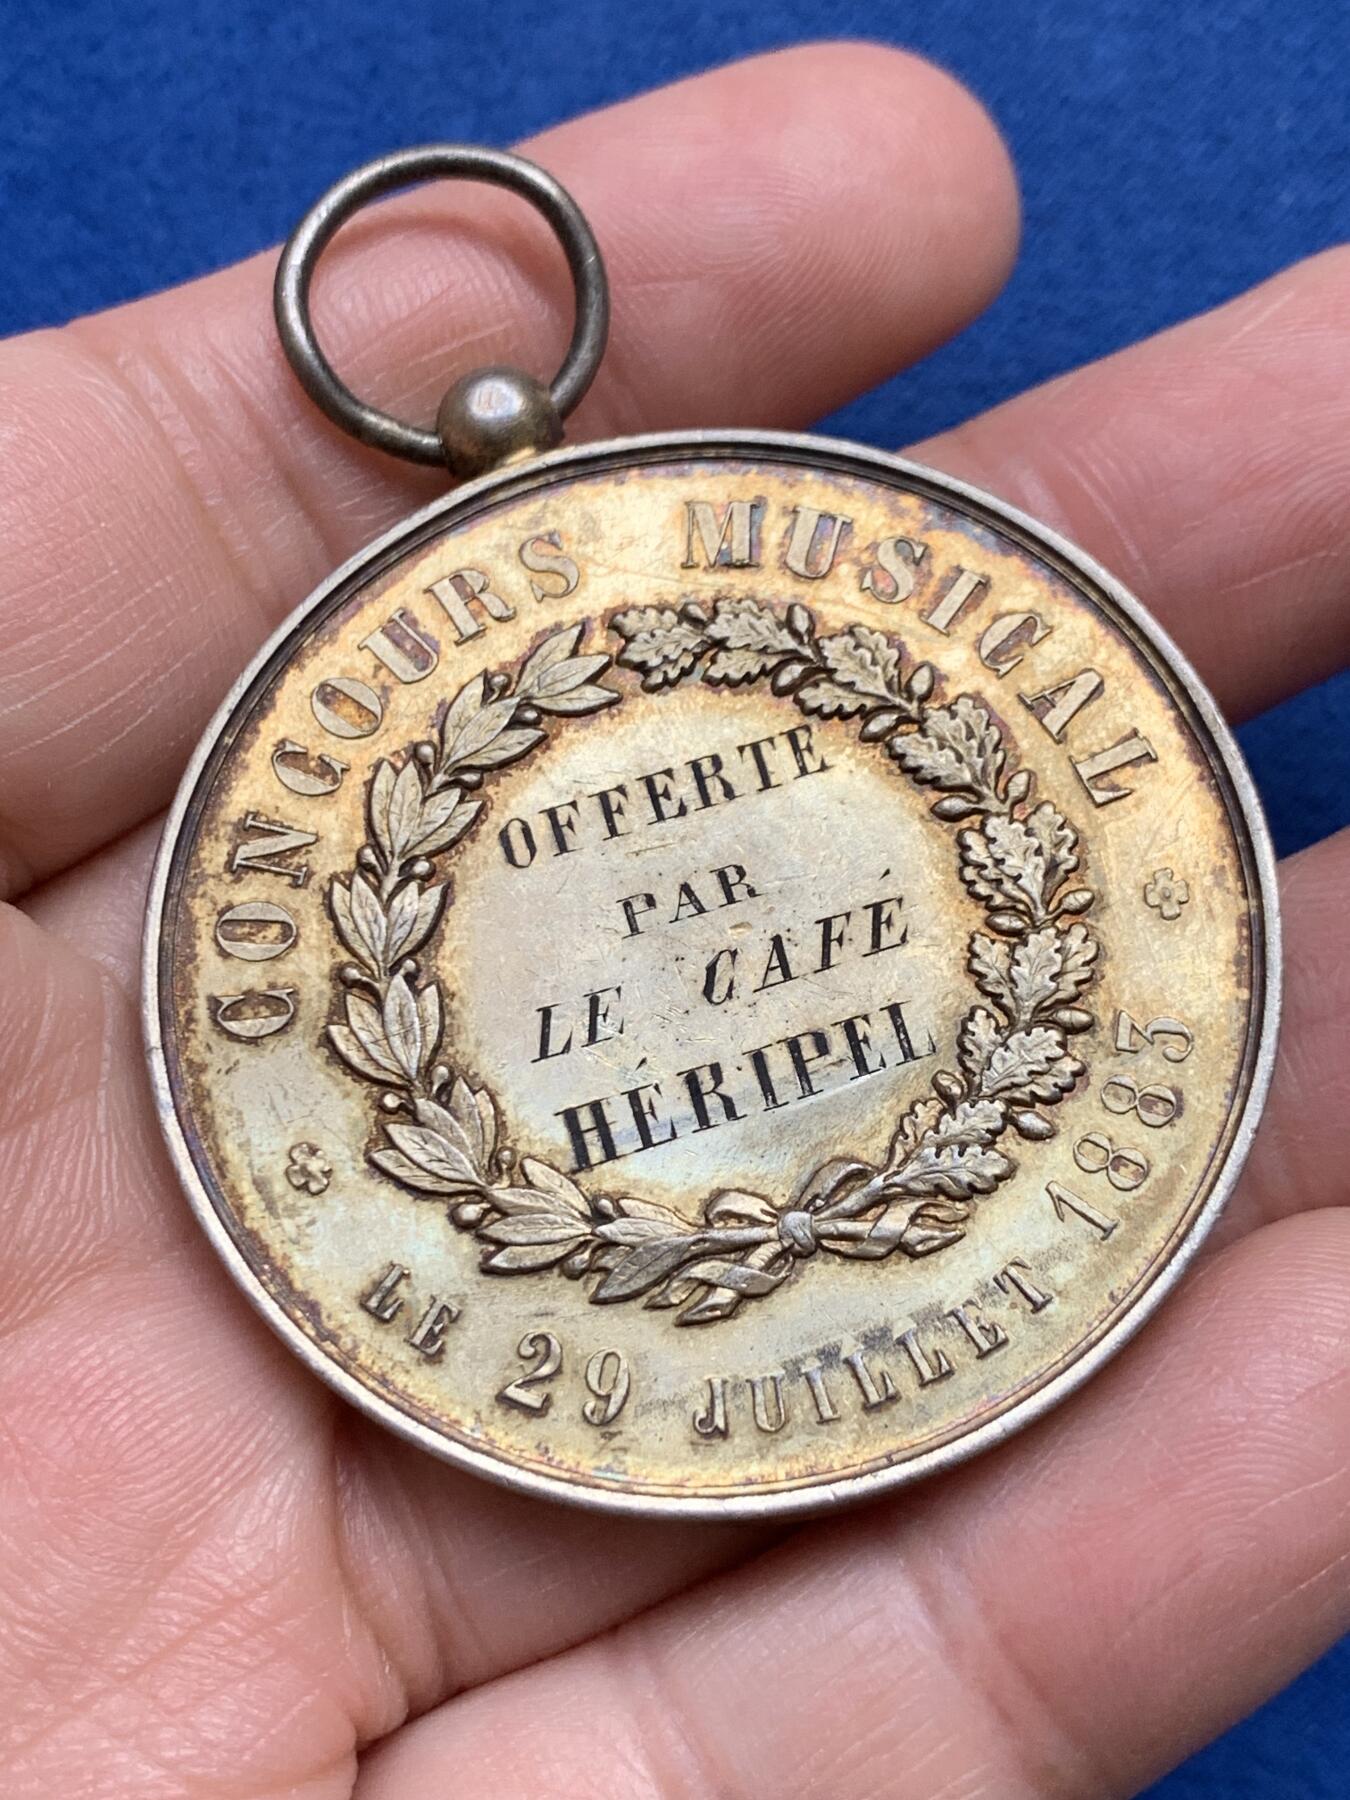 CONCOURS MUSICAL
OFFERTE
PAR
LE CAFÉ
HÉRIPEL
LE 29 JUILLET 1883